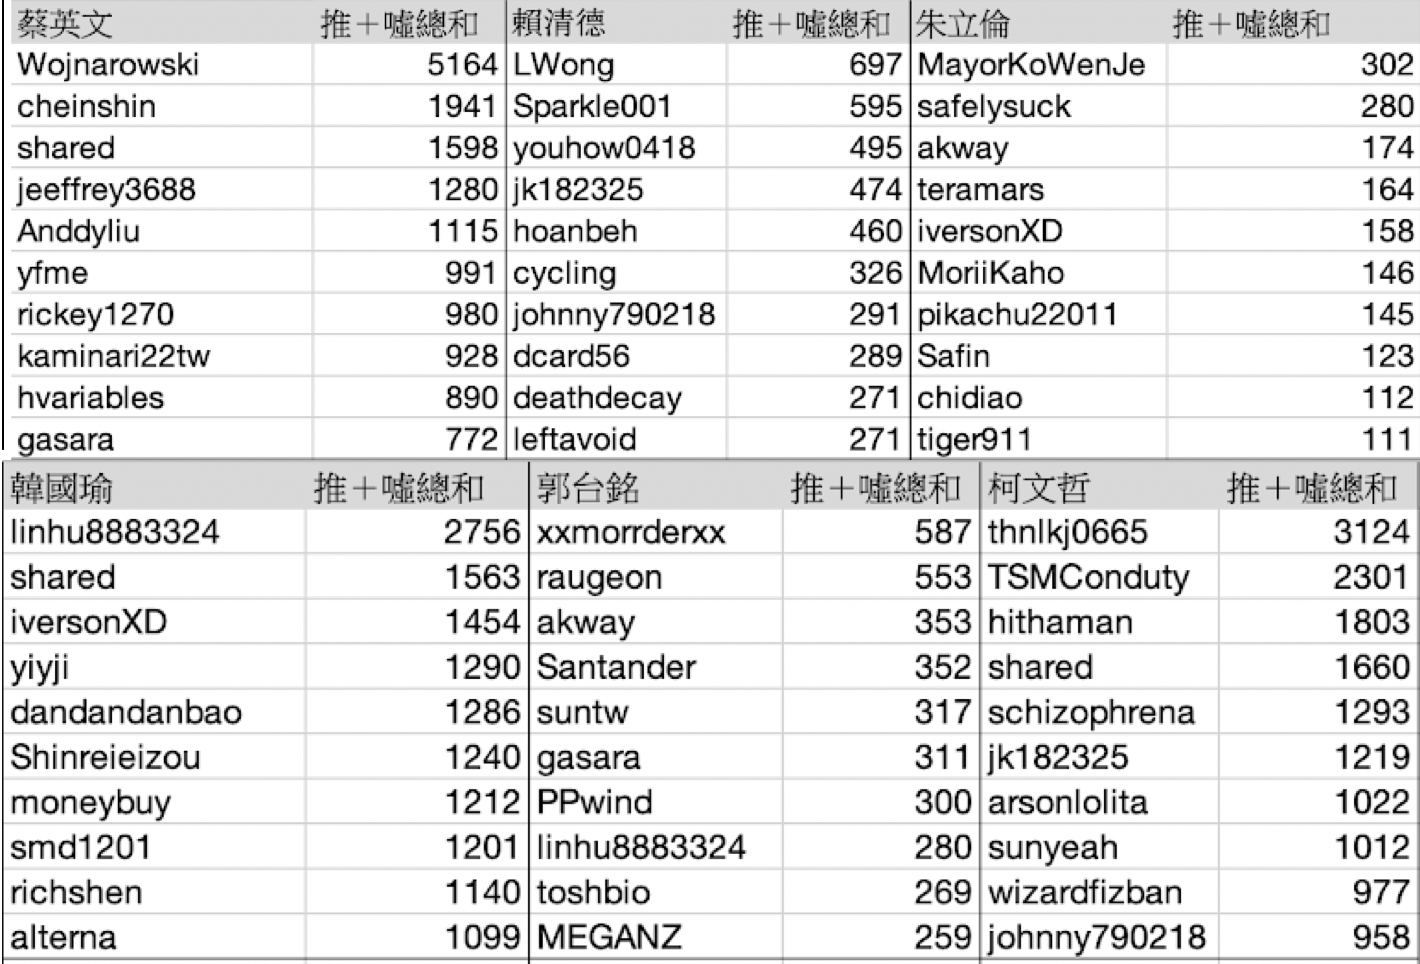 蔡英文 推＋噓總和 賴清德 推＋噓總和 朱立倫 推＋噓總和
Wojnarowski 5164 LWong 697 MayorKoWenJe 302
cheinshin 1941 Sparkle001 595 safelysuck 280
shared 1598 youhow0418 495 akway 174
jeeffrey3688 1280 jk182325 474 teramars 164
Anddyliu 1115 hoanbeh 460 iversonXD 158
yfme 991 cycling 326 MoriiKaho 146
rickey1270 980 johnny790218 291 pikachu22011 145
kaminari22tw 928 dcard56 289 Safin 123
hvariables 890 deathdecay 271 chidiao 112
gasara 772 leftavoid 271 tiger911 111
韓國瑜 推＋噓總和 郭台銘 推＋噓總和 柯文哲 推＋噓總和
linhu8883324 2756 xxmorrderxx 587 thnlkj0665 3124
shared 1563 raugeon 553 TSMConduty 2301
iversonXD 1454 akway 353 hithaman 1803
yiyji 1290 Santander 352 shared 1660
dandandanbao 1286 suntw 317 schizophrena 1293
Shinreieizou 1240 gasara 311 jk182325 1219
moneybuy 1212 PPwind 300 arsonlolita 1022
smd1201 1201 linhu8883324 280 sunyeah 1012
richshen 1140 toshbio 269 wizardfizban 977
alterna 1099 MEGANZ 259 johnny790218 958